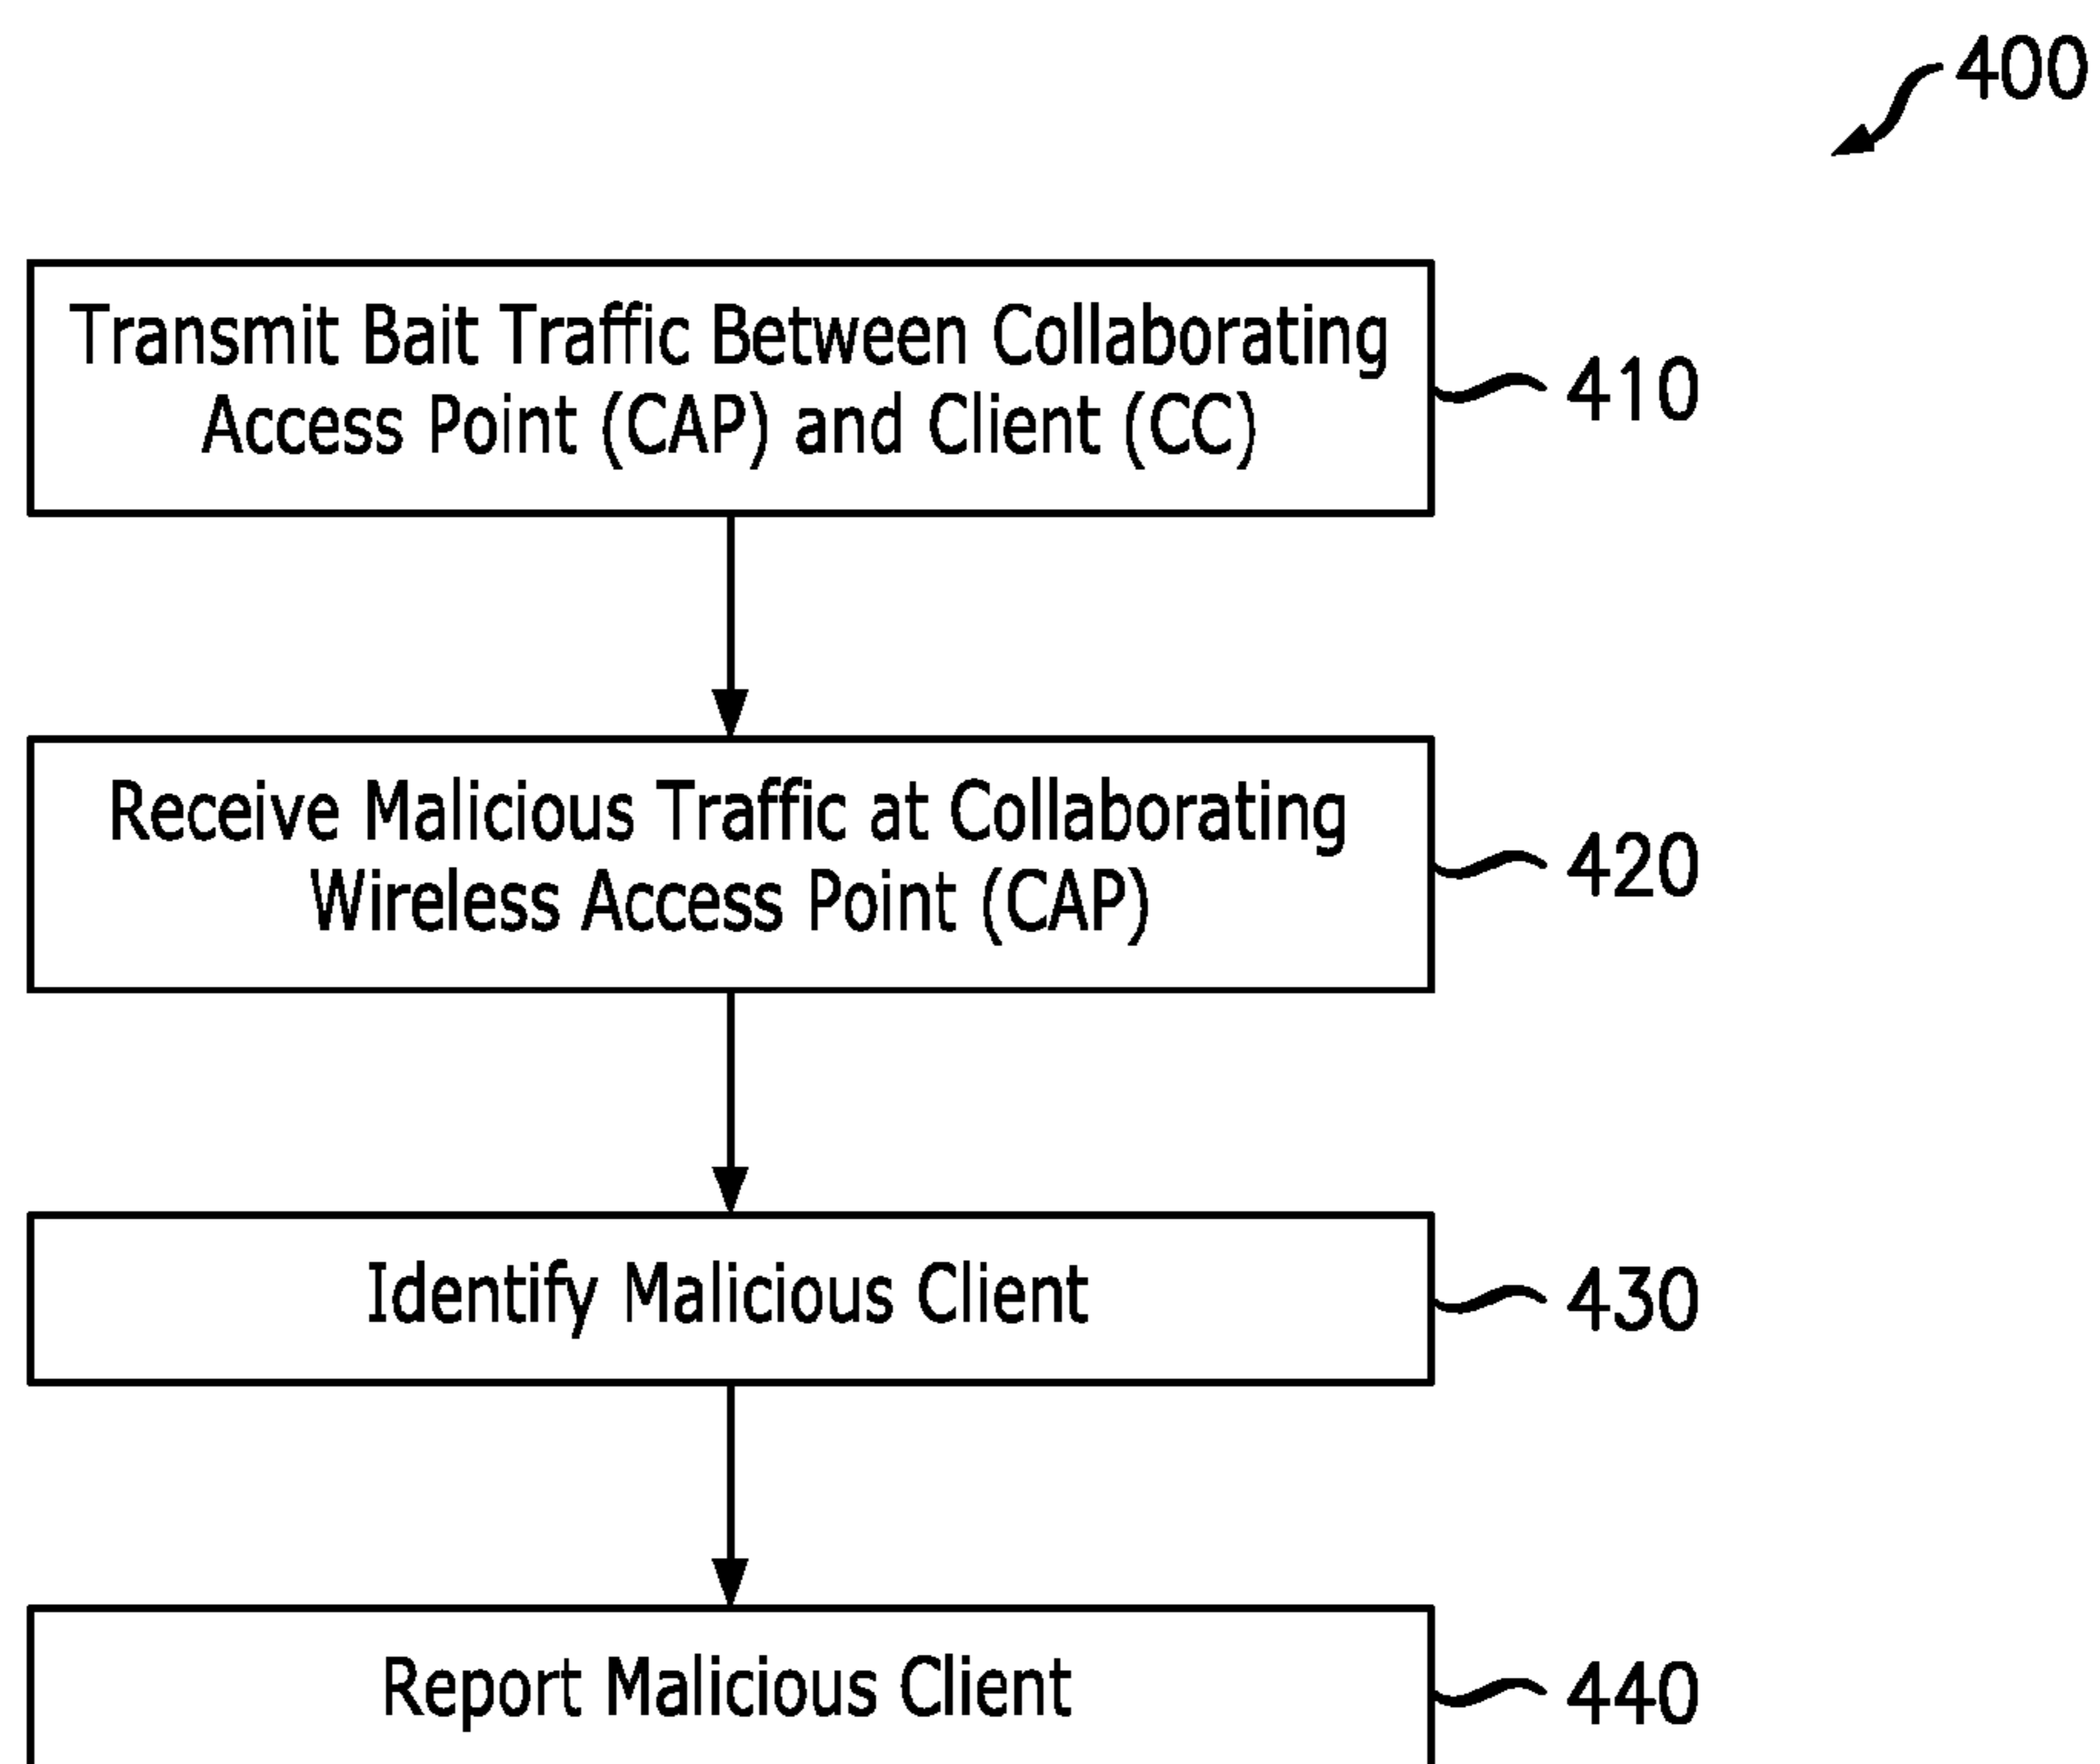 400
Transmit Bait Traffic Between Collaborating
Access Point (CAP) and Client (CC)
410
Receive Malicious Traffic at Collaborating
Wireless Access Point (CAP)
420
Identify Malicious Client
430
Report Malicious Client
440